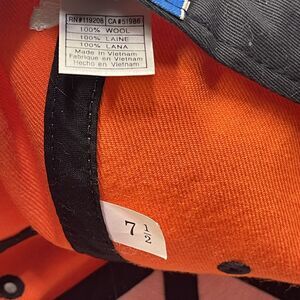 RN#119208 CA#51986
100% WOOL
100% LAINE
100% LANA
Made in Vietnam
Fabriqué en Vietnam
Hecho en Vietnam
7 1/2